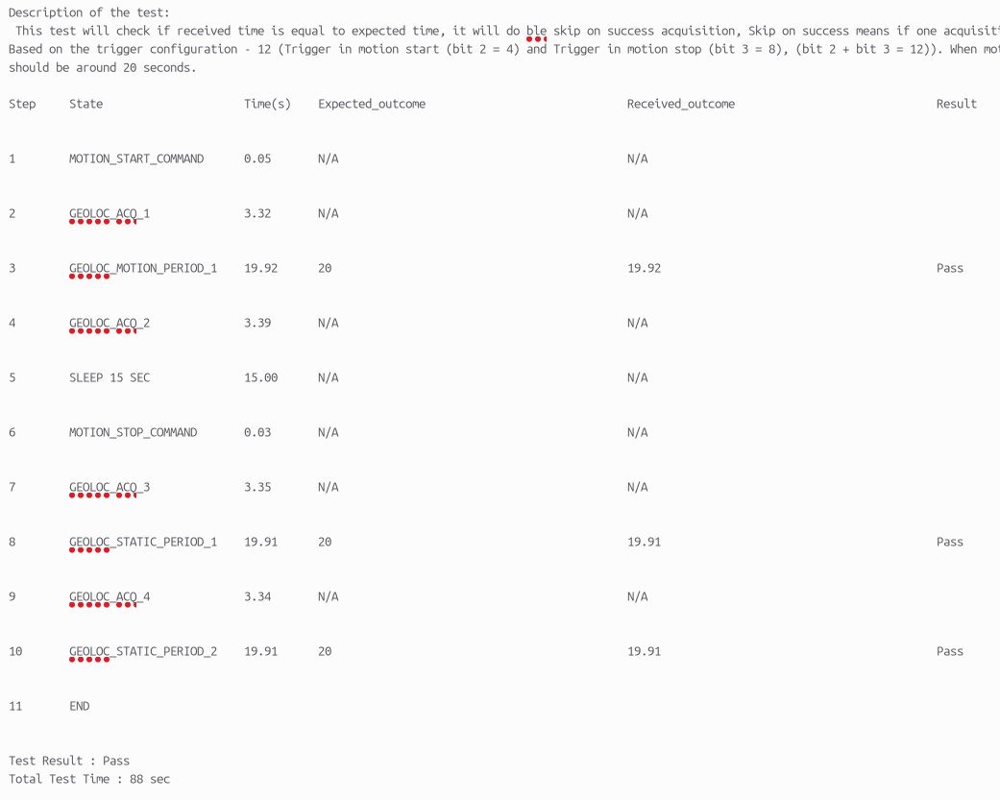 Description of the test:
This test will check if received time is equal to expected time, it will do ble skip on success acquisition, Skip on success means if one acquisiti
Based on the trigger configuration - 12 (Trigger in motion start (bit 2 = 4) and Trigger in motion stop (bit 3 = 8), (bit 2 + bit 3 = 12)). When mot
should be around 20 seconds.
Step State Time(s) Expected_outcome Received_outcome Result
1 MOTION_START_COMMAND 0.05 N/A N/A
2 GEOLOC_ACQ_1 3.32 N/A N/A
3 GEOLOC_MOTION_PERIOD_1 19.92 20 19.92 Pass
4 GEOLOC_ACQ_2 3.39 N/A N/A
5 SLEEP 15 SEC 15.00 N/A N/A
6 MOTION_STOP_COMMAND 0.03 N/A N/A
7 GEOLOC_ACQ_3 3.35 N/A N/A
8 GEOLOC_STATIC_PERIOD_1 19.91 20 19.91 Pass
9 GEOLOC_ACQ_4 3.34 N/A N/A
10 GEOLOC_STATIC_PERIOD_2 19.91 20 19.91 Pass
11 END
Test Result : Pass
Total Test Time : 88 sec